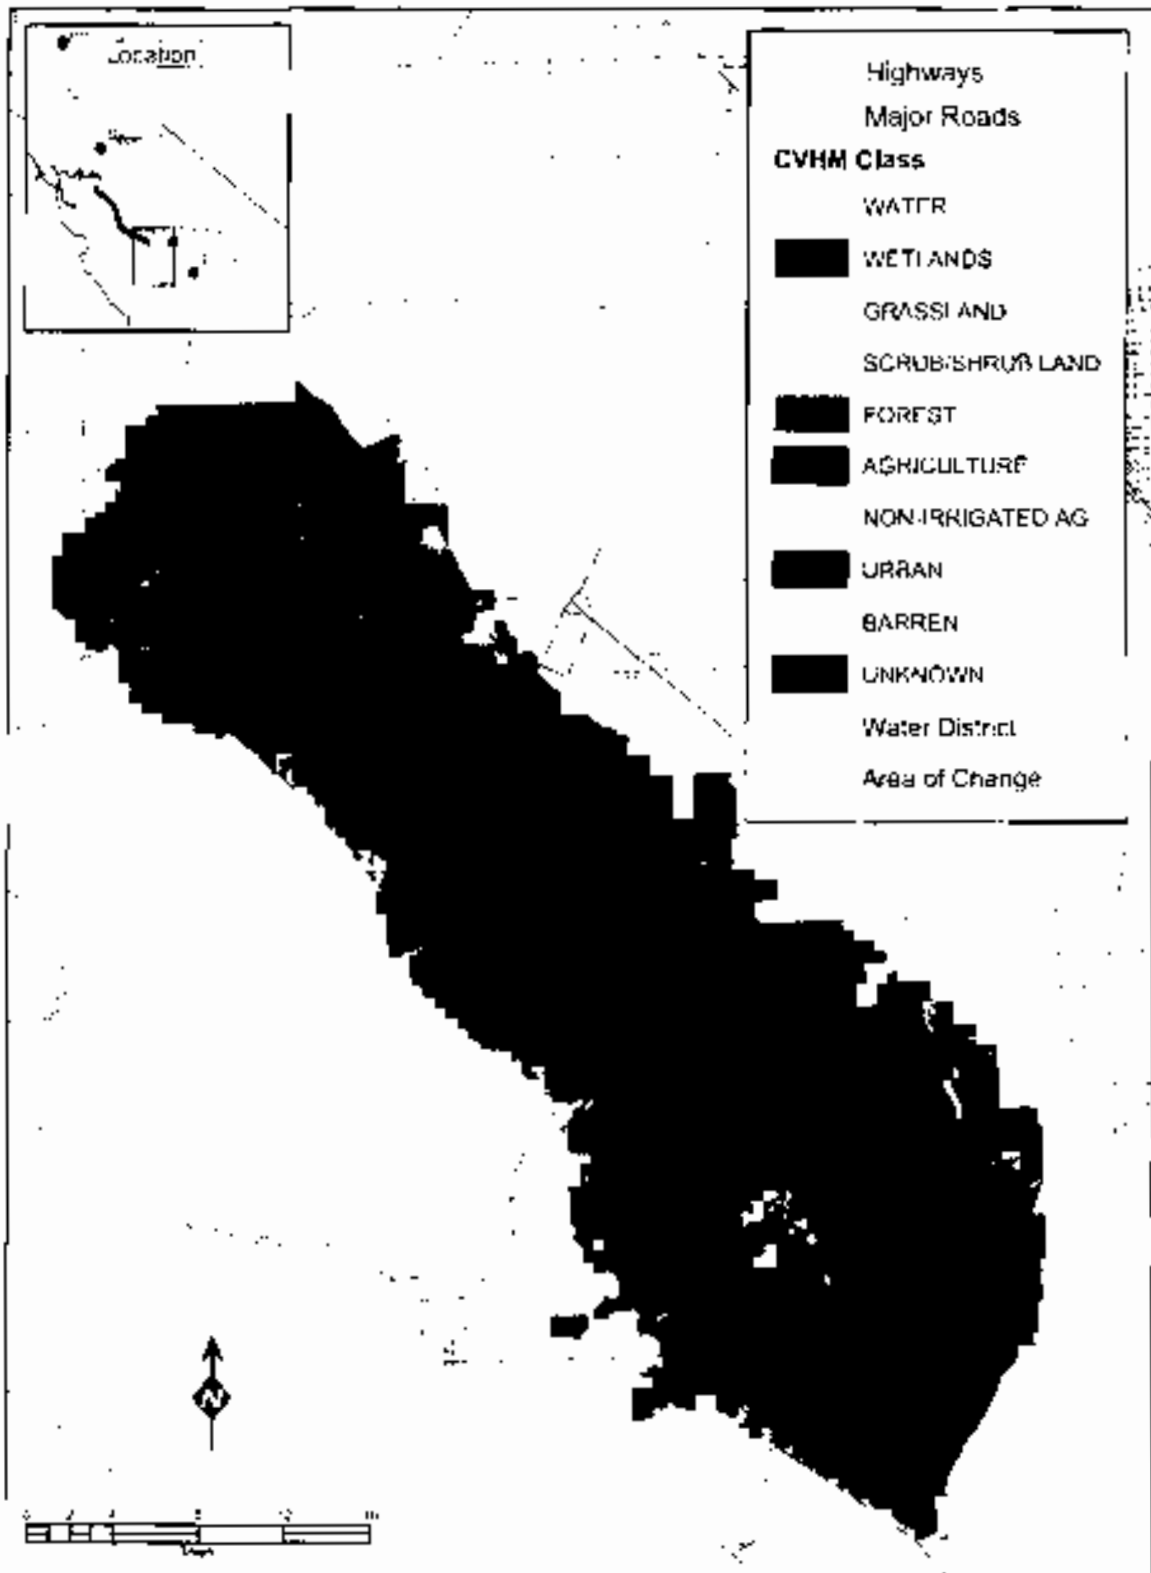 Location
Highways
Major Roads
CVHM Class
WATER
WETLANDS
GRASSLAND
SCRUB/SHRUB LAND
FOREST
AGRICULTURE
NON-IRRIGATED AG
URBAN
BARREN
UNKNOWN
Water District
Area of Change
N